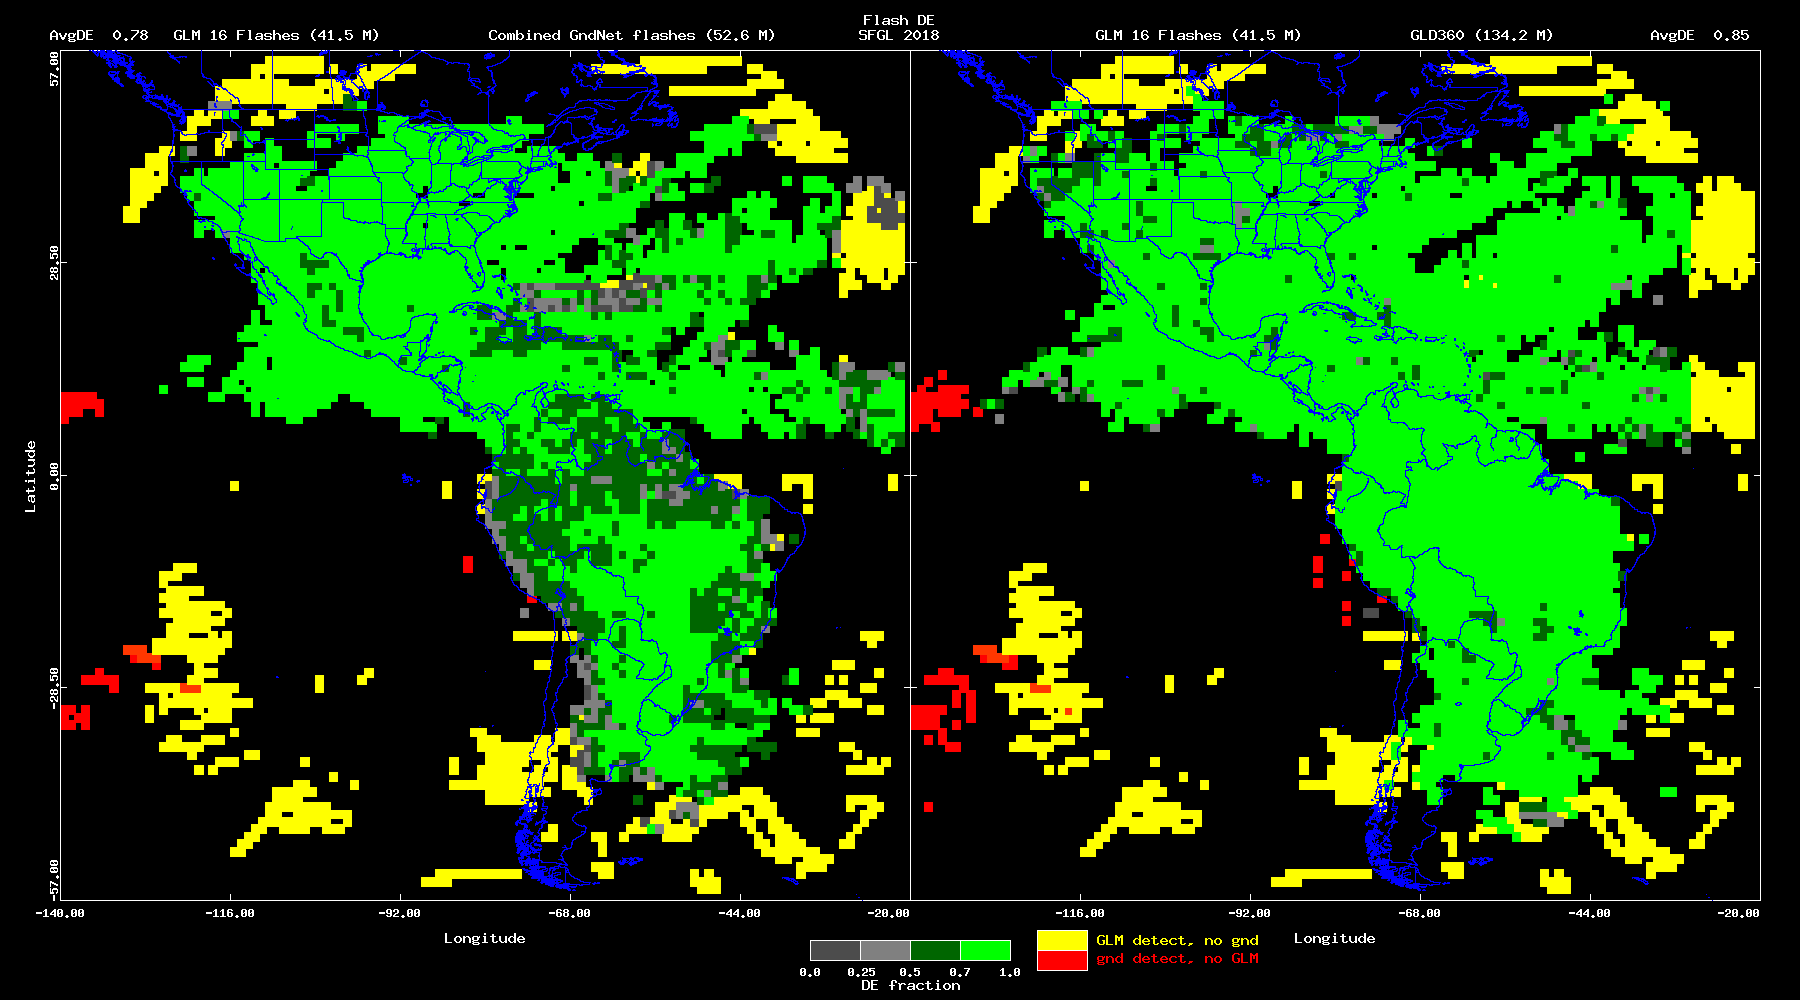 Flash DE
AvgDE 0.78 GLM 16 Flashes (41.5 M) Combined GndNet flashes (52.6 M) SFGL 2018 GLM 16 Flashes (41.5 M) GLD360 (134.2 M) AvgDE 0.85
57.00
28.50
Latitude
0.00
-28.50
-57.00
-140.00 -116.00 -92.00 -68.00 -44.00 -20.00 -116.00 -92.00 -68.00 -44.00 -20.00
Longitude Longitude
GLM detect, no gnd
gnd detect, no GLM
0.0 0.25 0.5 0.7 1.0
DE fraction